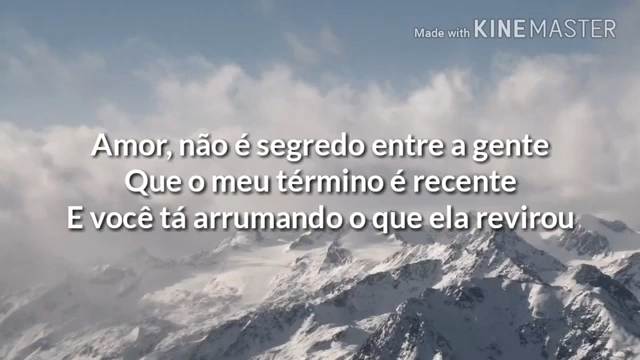 Made with KINEMASTER
Amor, não é segredo entre a gente
Que o meu término é recente
E você tá arrumando o que ela revirou